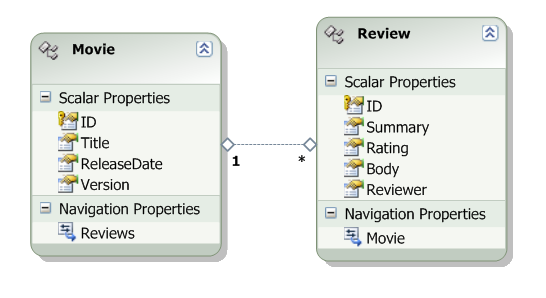 Movie
Scalar Properties
ID
Title
ReleaseDate
Version
Navigation Properties
Reviews
1
*
Review
Scalar Properties
ID
Summary
Rating
Body
Reviewer
Navigation Properties
Movie